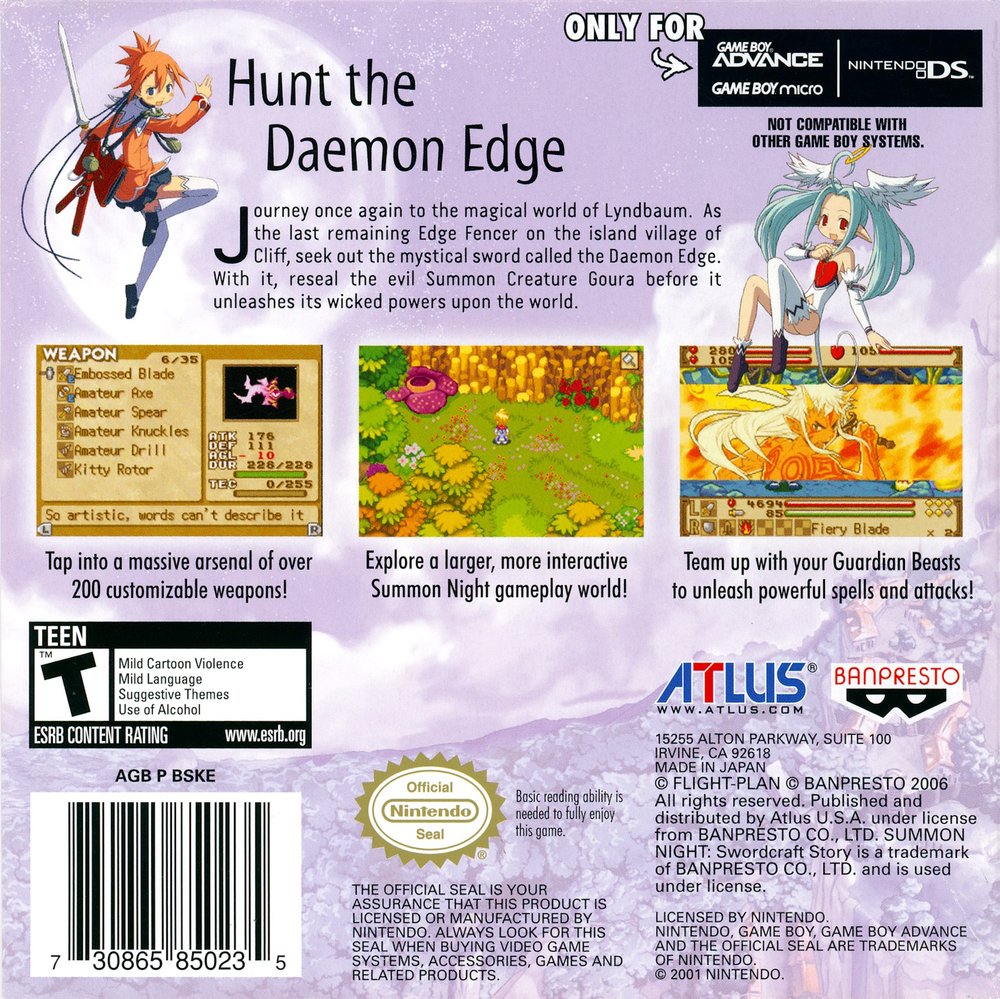 ONLY FOR
GAME BOY
ADVANCE
GAME BOY micro
NINTENDO DS™
NOT COMPATIBLE WITH
OTHER GAME BOY SYSTEMS.
Hunt the
Daemon Edge
Journey once again to the magical world of Lyndbaum. As
the last remaining Edge Fencer on the island village of
Cliff, seek out the mystical sword called the Daemon Edge.
With it, reseal the evil Summon Creature Goura before it
unleashes its wicked powers upon the world.
WEAPON
6/35
Embossed Blade
Amateur Axe
Amateur Spear
Amateur Knuckles
Amateur Drill
Kitty Rotor
ATK 176
DEF 111
AGL- 10
DUR 228/228
TEC 0/255
So artistic, words can't describe it
L R
Tap into a massive arsenal of over
200 customizable weapons!
Explore a larger, more interactive
Summon Night gameplay world!
280
105
L 4694
85
R Fiery Blade x 2
Team up with your Guardian Beasts
to unleash powerful spells and attacks!
TEEN
T™
Mild Cartoon Violence
Mild Language
Suggestive Themes
Use of Alcohol
ESRB CONTENT RATING www.esrb.org
AGB P BSKE
7 30865 85023 5
Official
Nintendo
Seal
®
Basic reading ability is
needed to fully enjoy
this game.
THE OFFICIAL SEAL IS YOUR
ASSURANCE THAT THIS PRODUCT IS
LICENSED OR MANUFACTURED BY
NINTENDO. ALWAYS LOOK FOR THIS
SEAL WHEN BUYING VIDEO GAME
SYSTEMS, ACCESSORIES, GAMES AND
RELATED PRODUCTS.
ATLUS®
WWW.ATLUS.COM
BANPRESTO
15255 ALTON PARKWAY, SUITE 100
IRVINE, CA 92618
MADE IN JAPAN
© FLIGHT-PLAN © BANPRESTO 2006
All rights reserved. Published and
distributed by Atlus U.S.A. under license
from BANPRESTO CO., LTD. SUMMON
NIGHT: Swordcraft Story is a trademark
of BANPRESTO CO., LTD. and is used
under license.
LICENSED BY NINTENDO.
NINTENDO, GAME BOY, GAME BOY ADVANCE
AND THE OFFICIAL SEAL ARE TRADEMARKS
OF NINTENDO.
© 2001 NINTENDO.